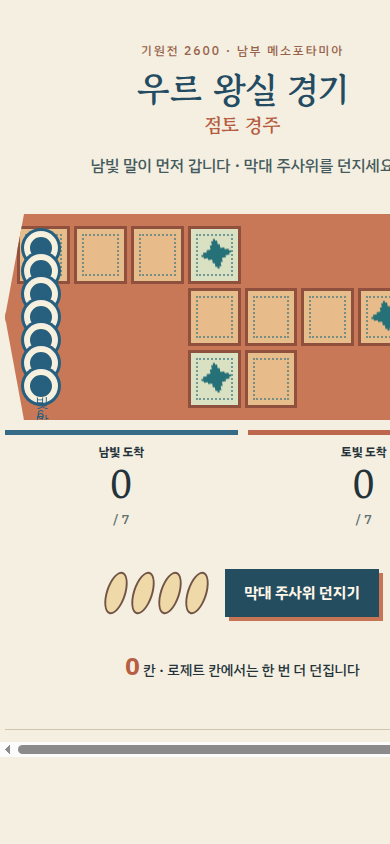 기원전 2600 · 남부 메소포타미아
우르 왕실 경기
점토 경주
남빛 말이 먼저 갑니다 · 막대 주사위를 던지세요
남빛 도착
토빛 도착
0
0
/ 7
/ 7
막대 주사위 던지기
0 칸 · 로제트 칸에서는 한 번 더 던집니다